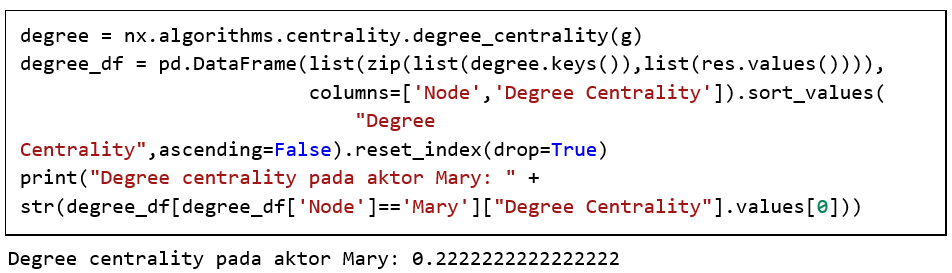 degree = nx.algorithms.centrality.degree_centrality(g)
degree_df = pd.DataFrame(list(zip(list(degree.keys()),list(res.values()))),
columns=['Node','Degree Centrality']).sort_values(
"Degree
Centrality",ascending=False).reset_index(drop=True)
print("Degree centrality pada aktor Mary: " +
str(degree_df[degree_df['Node']=='Mary']["Degree Centrality"].values[0]))
Degree centrality pada aktor Mary: 0.2222222222222222